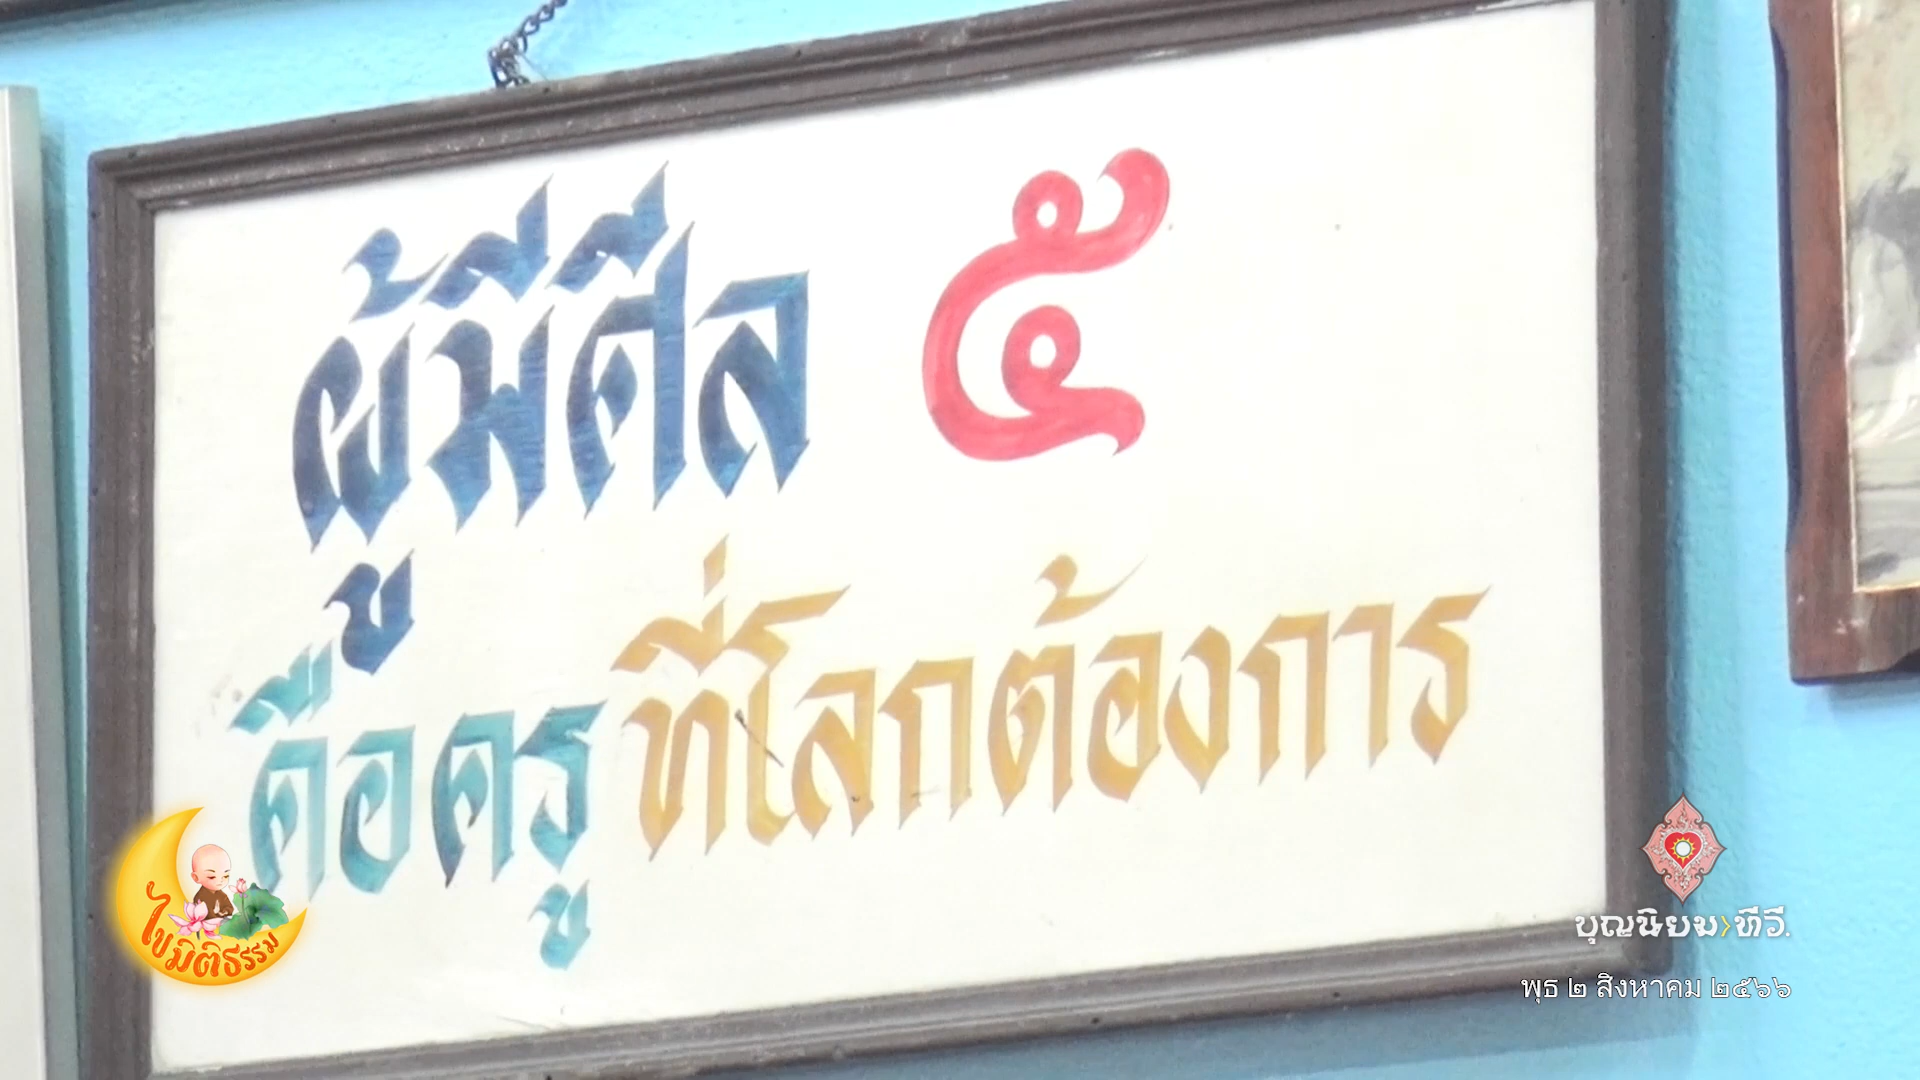 ผู้มีศีล ๕
คือครูที่โลกต้องการ
ไขมิติธรรม
บุญนิยมทีวี.
พุธ ๒ สิงหาคม ๒๕๖๖